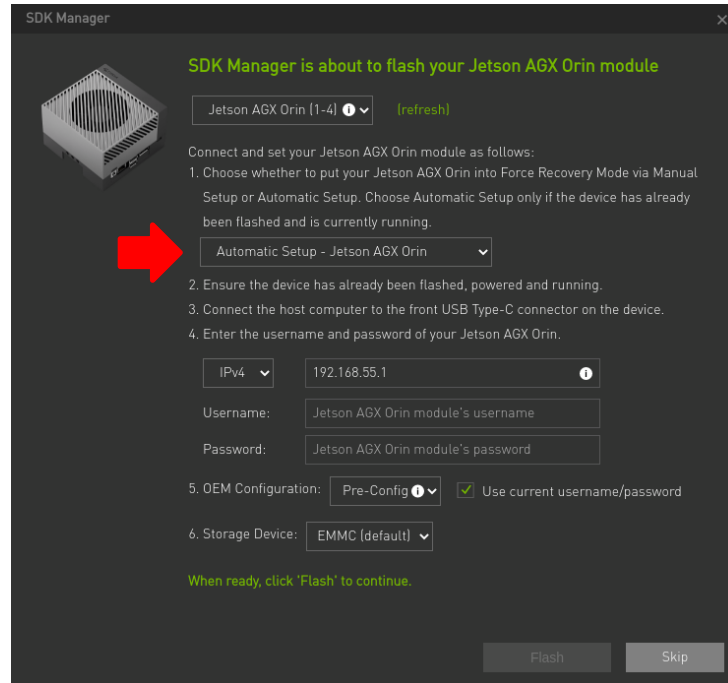 SDK Manager
SDK Manager is about to flash your Jetson AGX Orin module
Jetson AGX Orin (1-4) (refresh)
Connect and set your Jetson AGX Orin module as follows:
1. Choose whether to put your Jetson AGX Orin into Force Recovery Mode via Manual
Setup or Automatic Setup. Choose Automatic Setup only if the device has already
been flashed and is currently running.
Automatic Setup - Jetson AGX Orin
2. Ensure the device has already been flashed, powered and running.
3. Connect the host computer to the front USB Type-C connector on the device.
4. Enter the username and password of your Jetson AGX Orin.
IPv4 192.168.55.1
Username: Jetson AGX Orin module's username
Password: Jetson AGX Orin module's password
5. OEM Configuration: Pre-Config Use current username/password
6. Storage Device: EMMC (default)
When ready, click 'Flash' to continue.
Flash Skip